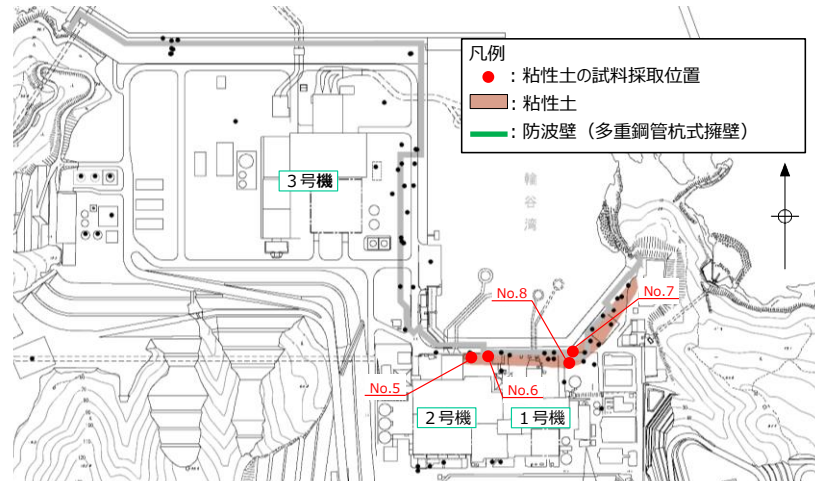 凡例
：粘性土の試料採取位置
：粘性土
：防波壁（多重鋼管杭式擁壁）
3号機
輪谷湾
No.8
No.7
No.5
No.6
2号機
1号機